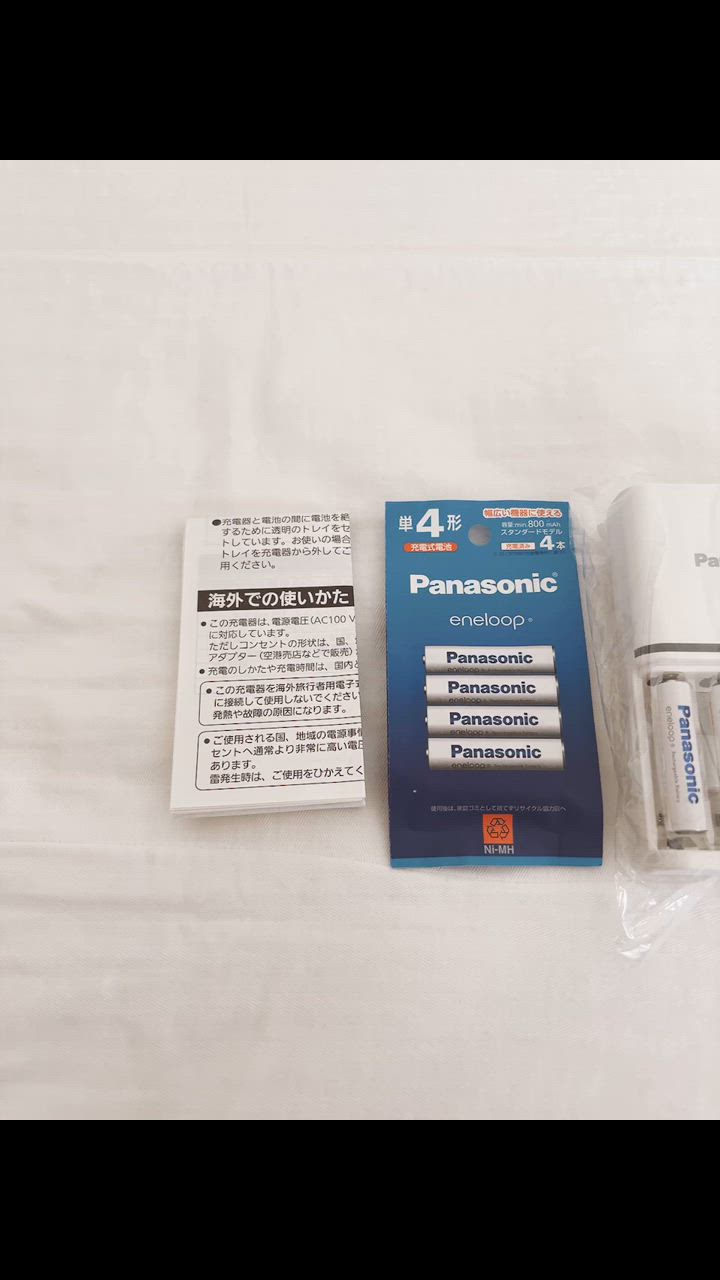 ●充電器と電池の間に電池を絶
するために透明のトレイをセ
トしています。お使いの場合
トレイを充電器から外してご
用ください。
海外での使いかた
●この充電器は、電源電圧(AC100 V
に対応しています。
ただしコンセントの形状は、国、
アダプター(空港売店などで販売)
●充電のしかたや充電時間は、国内と
●この充電器を海外旅行者用電子式
に接続して使用しないでください
発熱や故障の原因になります。
●ご使用される国、地域の電源事情
セントへ通常より非常に高い電圧
あります。
雷発生時は、ご使用をひかえてく
単4形
充電式電池
幅広い機器に使える
容量:min.800 mAh
スタンダードモデル
充電済み 4本
Panasonic
eneloop
Panasonic
eneloop
Panasonic
eneloop
Panasonic
eneloop
Panasonic
eneloop
Ni-MH
Pa
Panasonic
eneloop
Rechargeable Battery